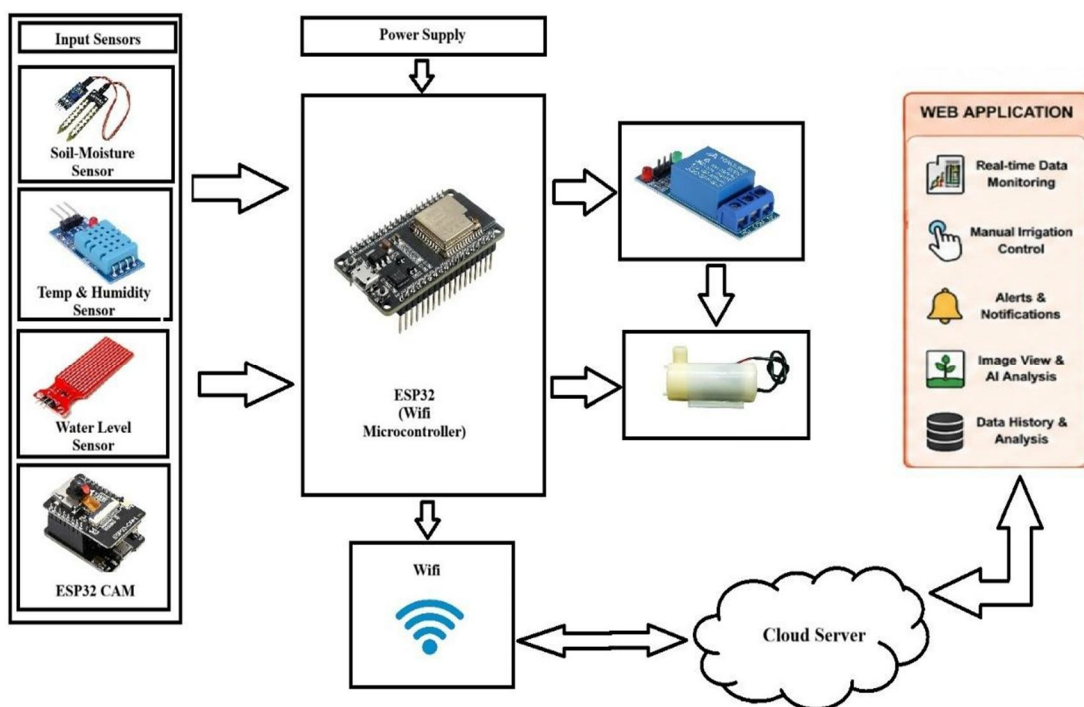 Input Sensors
Soil-Moisture
Sensor
Temp & Humidity
Sensor
Water Level
Sensor
ESP32 CAM
Power Supply
ESP32
(Wifi
Microcontroller)
Wifi
Cloud Server
WEB APPLICATION
Real-time Data
Monitoring
Manual Irrigation
Control
Alerts &
Notifications
Image View &
AI Analysis
Data History &
Analysis